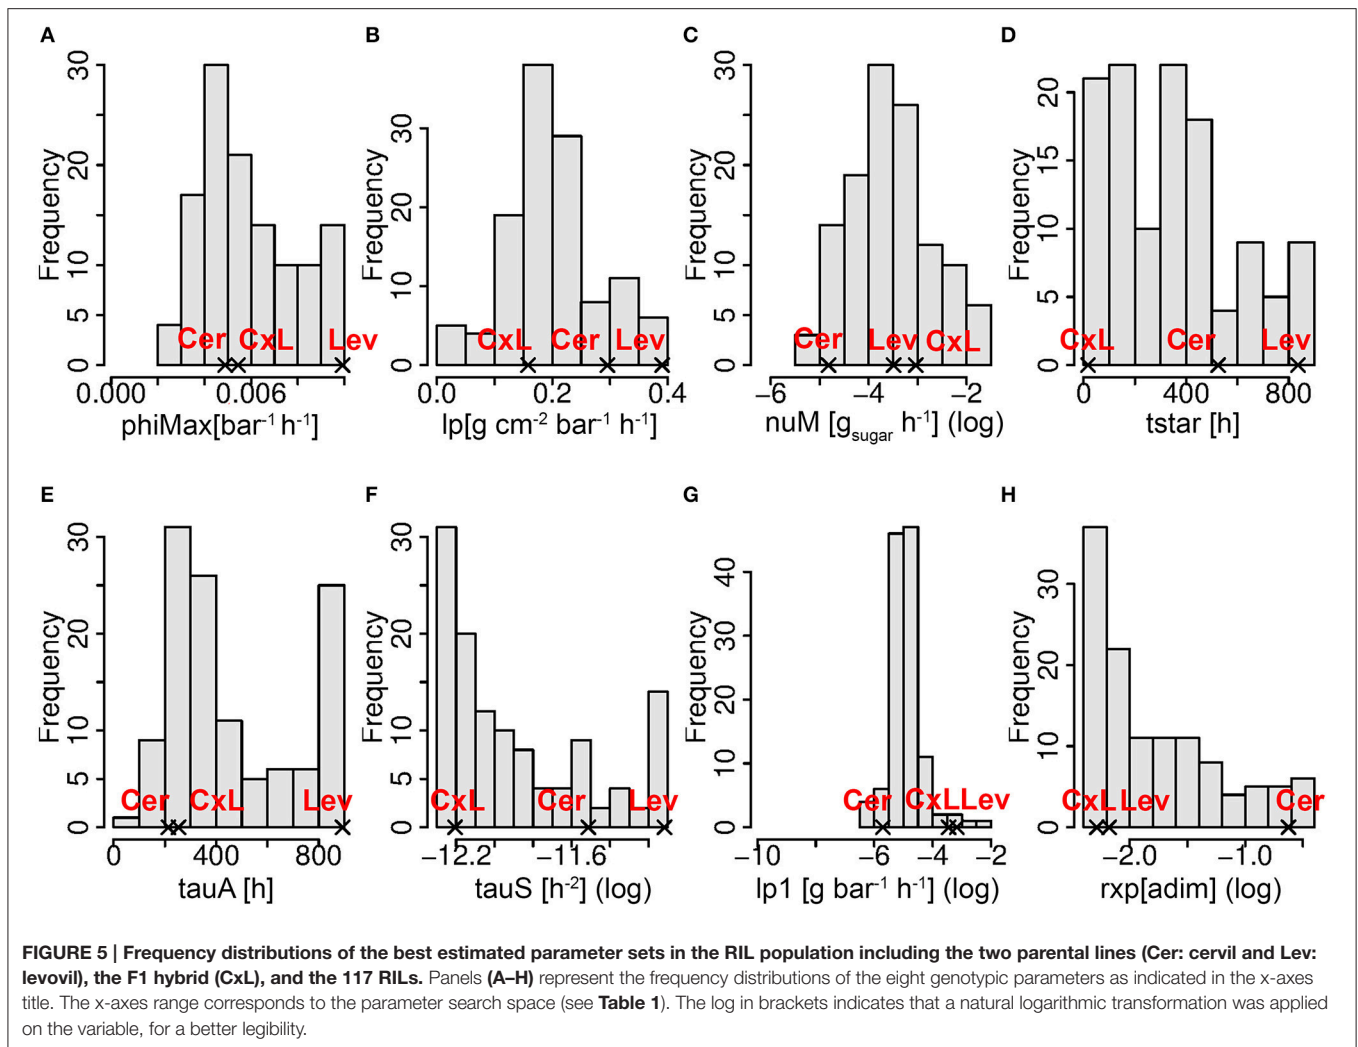 A
B
C
D
Frequency
0 5 10 20 30
Cer CxL Lev
0.000 0.006
phiMax[bar⁻¹ h⁻¹]
Frequency
0 10 20 30
CxL Cer Lev
0.0 0.2 0.4
lp[g cm⁻² bar⁻¹ h⁻¹]
Frequency
0 5 10 20 30
Cer Lev CxL
−6 −4 −2
nuM [g_sugar h⁻¹] (log)
Frequency
0 5 10 15 20
CxL Cer Lev
0 400 800
tstar [h]
E
F
G
H
Frequency
0 5 10 20 30
Cer CxL Lev
0 400 800
tauA [h]
Frequency
0 5 10 20 30
CxL Cer Lev
−12.2 −11.6
tauS [h⁻²] (log)
Frequency
0 10 20 30 40
Cer CxL Lev
−10 −6 −4 −2
lp1 [g bar⁻¹ h⁻¹] (log)
Frequency
0 10 20 30
CxL Lev Cer
−2.0 −1.0
rxp[adim] (log)
FIGURE 5 | Frequency distributions of the best estimated parameter sets in the RIL population including the two parental lines (Cer: cervil and Lev:
levovil), the F1 hybrid (CxL), and the 117 RILs. Panels (A–H) represent the frequency distributions of the eight genotypic parameters as indicated in the x-axes
title. The x-axes range corresponds to the parameter search space (see Table 1). The log in brackets indicates that a natural logarithmic transformation was applied
on the variable, for a better legibility.